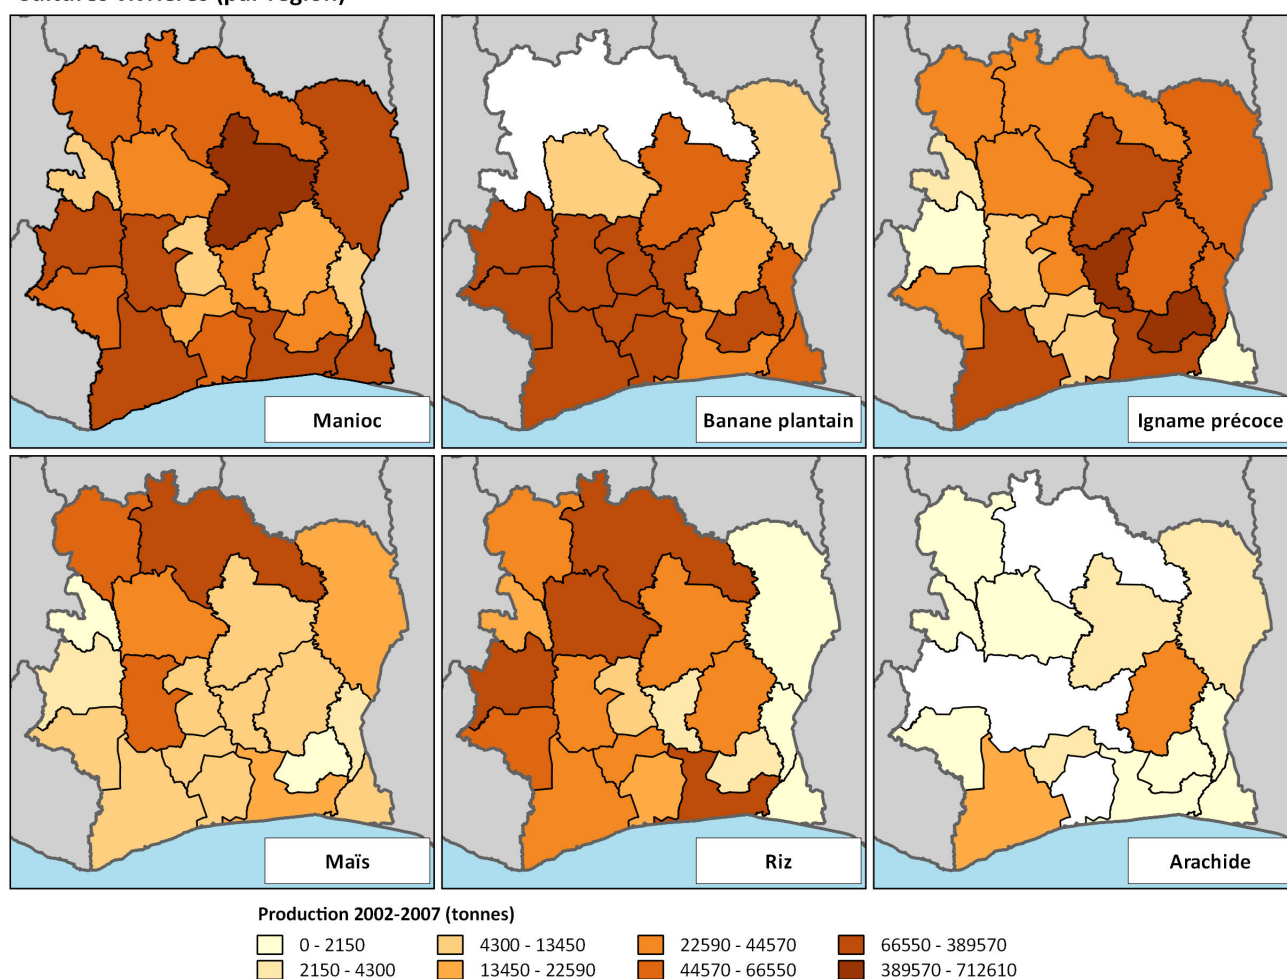 Manioc
Banane plantain
Igname précoce
Maïs
Riz
Arachide
Production 2002-2007 (tonnes)
0 - 2150
4300 - 13450
22590 - 44570
66550 - 389570
2150 - 4300
13450 - 22590
44570 - 66550
389570 - 712610